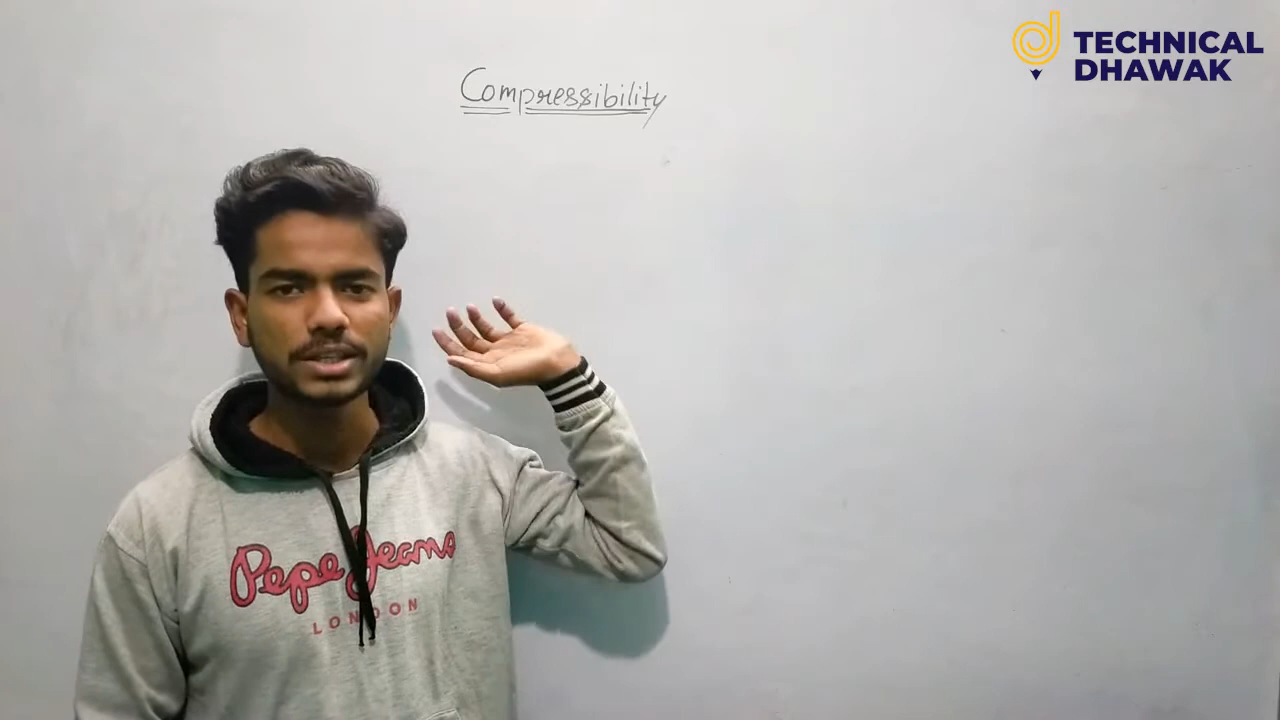 TECHNICAL
DHAWAK
Compressibility
Pepe Jeans
LONDON